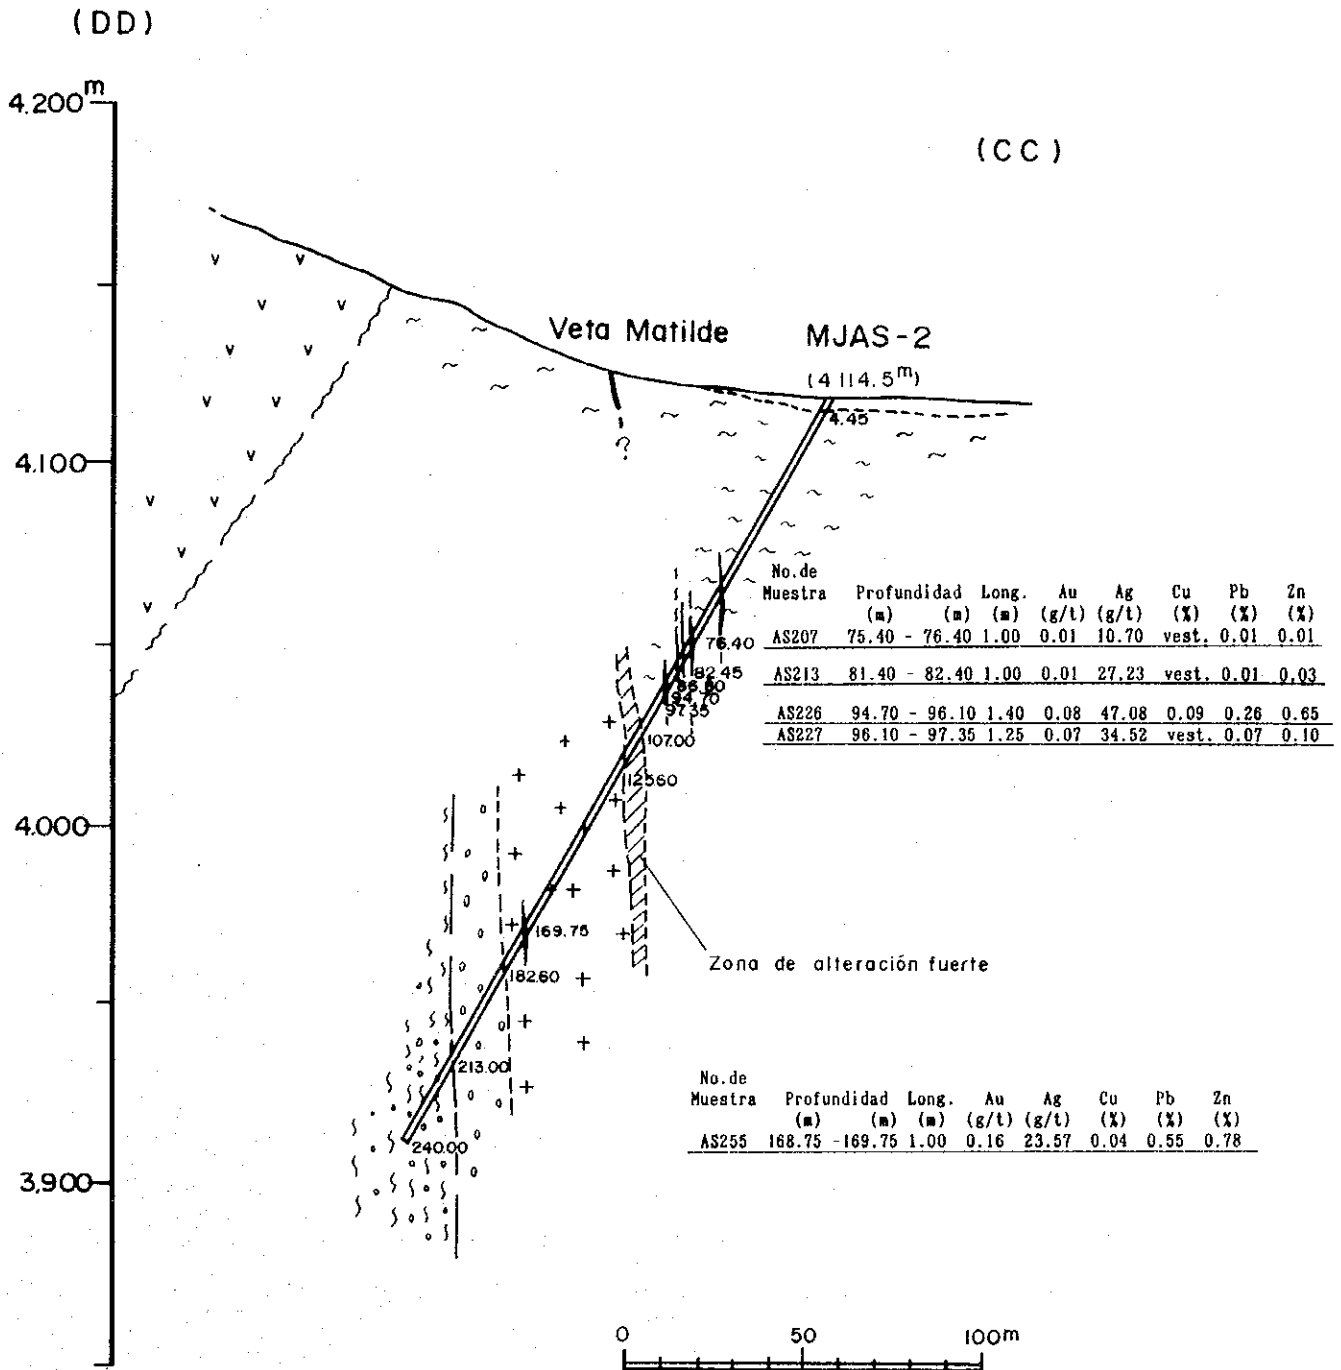 (DD)
4.200m
(CC)
Veta Matilde
MJAS-2
(4 114.5m)
4.45
4.100
?
No.de
Muestra Profundidad Long. Au Ag Cu Pb Zn
(m) (m) (m) (g/t) (g/t) (%) (%) (%)
AS207 75.40 - 76.40 1.00 0.01 10.70 vest. 0.01 0.01
AS213 81.40 - 82.40 1.00 0.01 27.23 vest. 0.01 0.03
AS226 94.70 - 96.10 1.40 0.08 47.08 0.09 0.26 0.65
AS227 96.10 - 97.35 1.25 0.07 34.52 vest. 0.07 0.10
76.40
82.45
94.70
97.35
107.00
125.60
4.000
169.75
Zona de alteración fuerte
182.60
213.00
240.00
No.de
Muestra Profundidad Long. Au Ag Cu Pb Zn
(m) (m) (m) (g/t) (g/t) (%) (%) (%)
AS255 168.75 -169.75 1.00 0.16 23.57 0.04 0.55 0.78
3,900
0 50 100m